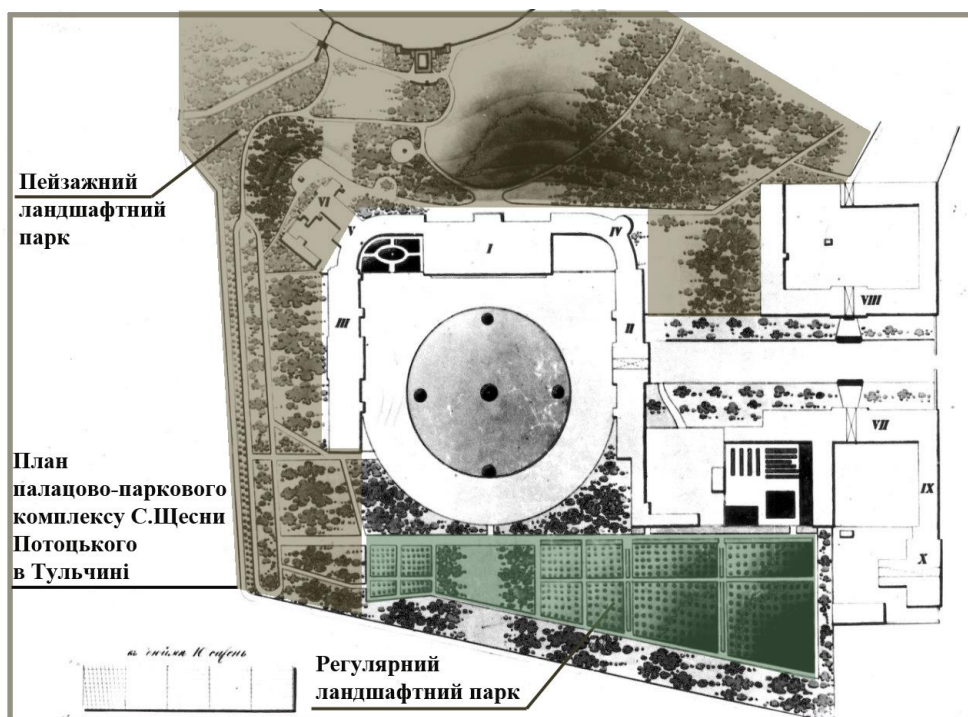 Пейзажний
ландшафтний
парк
VI
V
I
IV
III
II
VIII
VII
IX
X
План
палацово-паркового
комплексу С.Щесни
Потоцького
в Тульчині
Регулярний
ландшафтний парк